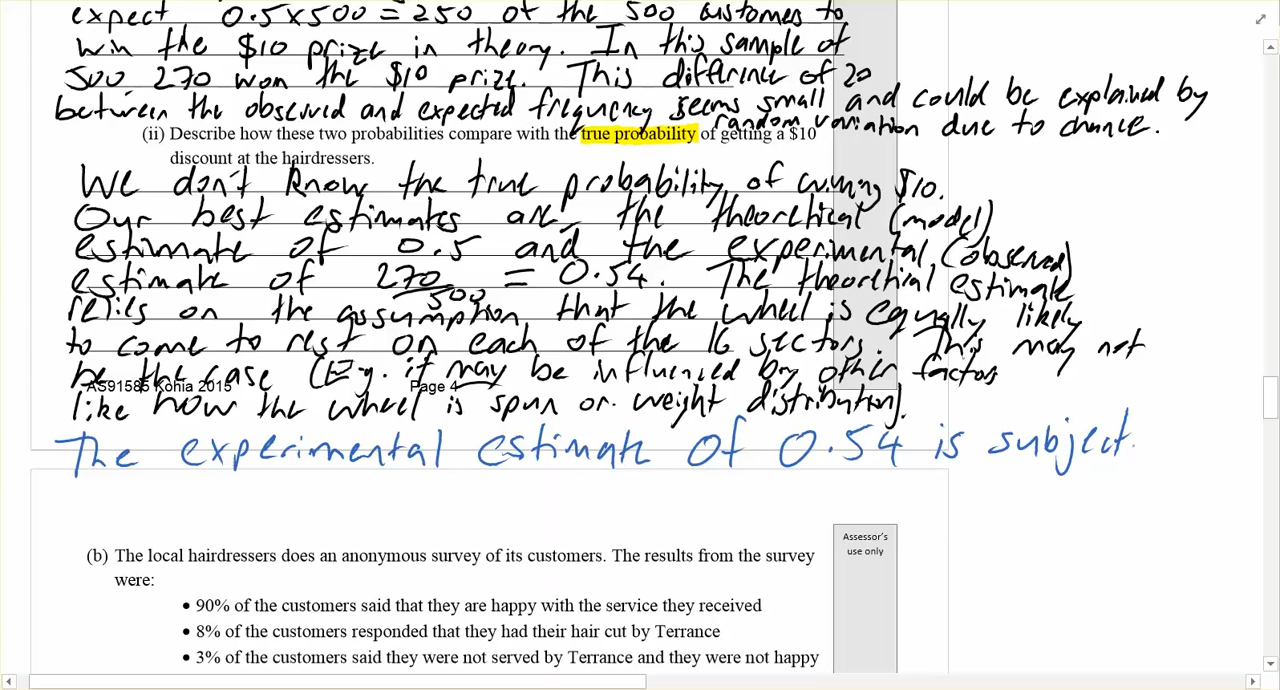 expect 0.5x500 = 250 of the 500 customes to
win the $10 prize in theory. In this sample of
500, 270 won the $10 prize. This difference of 20
between the observed and expected frequency seems small and could be explained by
random variation due to chance.
(ii) Describe how these two probabilities compare with the true probability of getting a $10
discount at the hairdressers.
We don't know the true probability of winning $10.
Our best estimates are the theoretical (model)
estimate of 0.5 and the experimental (observed)
estimate of 270/500 = 0.54. The theoretical estimate
relies on the assumption that the wheel is equally likely
to come to rest on each of the 16 sectors. This may not
be the case (Eg. it may be influenced by other factors
AS91585 Kohia 2015 Page 4
like how the wheel is spun or weight distribution).
The experimental estimate of 0.54 is subject
Assessor's
use only
(b) The local hairdressers does an anonymous survey of its customers. The results from the survey
were:
• 90% of the customers said that they are happy with the service they received
• 8% of the customers responded that they had their hair cut by Terrance
• 3% of the customers said they were not served by Terrance and they were not happy